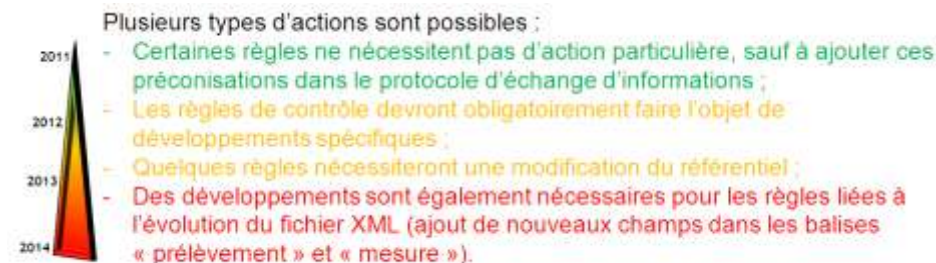 Plusieurs types d'actions sont possibles :
2011
- Certaines règles ne nécessitent pas d'action particulière, sauf à ajouter ces
préconisations dans le protocole d'échange d'informations ;
- Les règles de contrôle devront obligatoirement faire l'objet de
2012
développements spécifiques ;
- Quelques règles nécessiteront une modification du référentiel ;
2013
- Des développements sont également nécessaires pour les règles liées à
l'évolution du fichier XML (ajout de nouveaux champs dans les balises
2014
« prélèvement » et « mesure »).